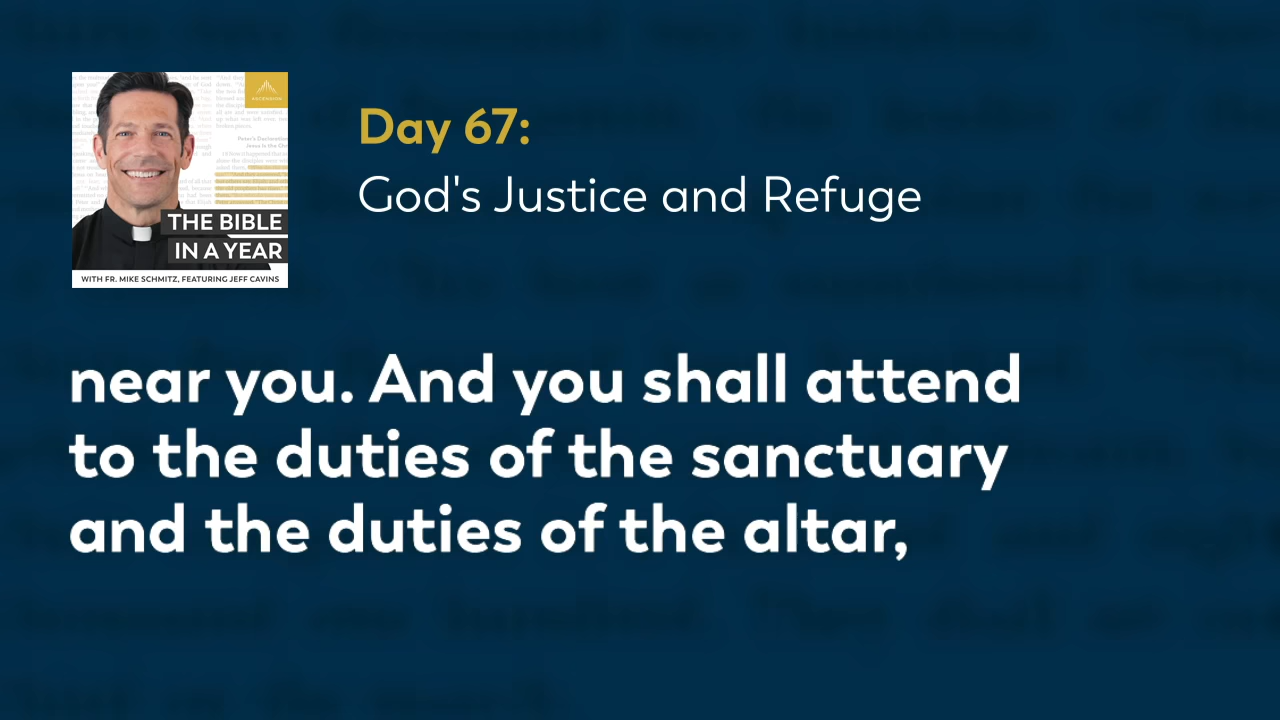 ASCENSION
THE BIBLE
IN A YEAR
WITH FR. MIKE SCHMITZ, FEATURING JEFF CAVINS
Day 67:
God's Justice and Refuge
near you. And you shall attend
to the duties of the sanctuary
and the duties of the altar,